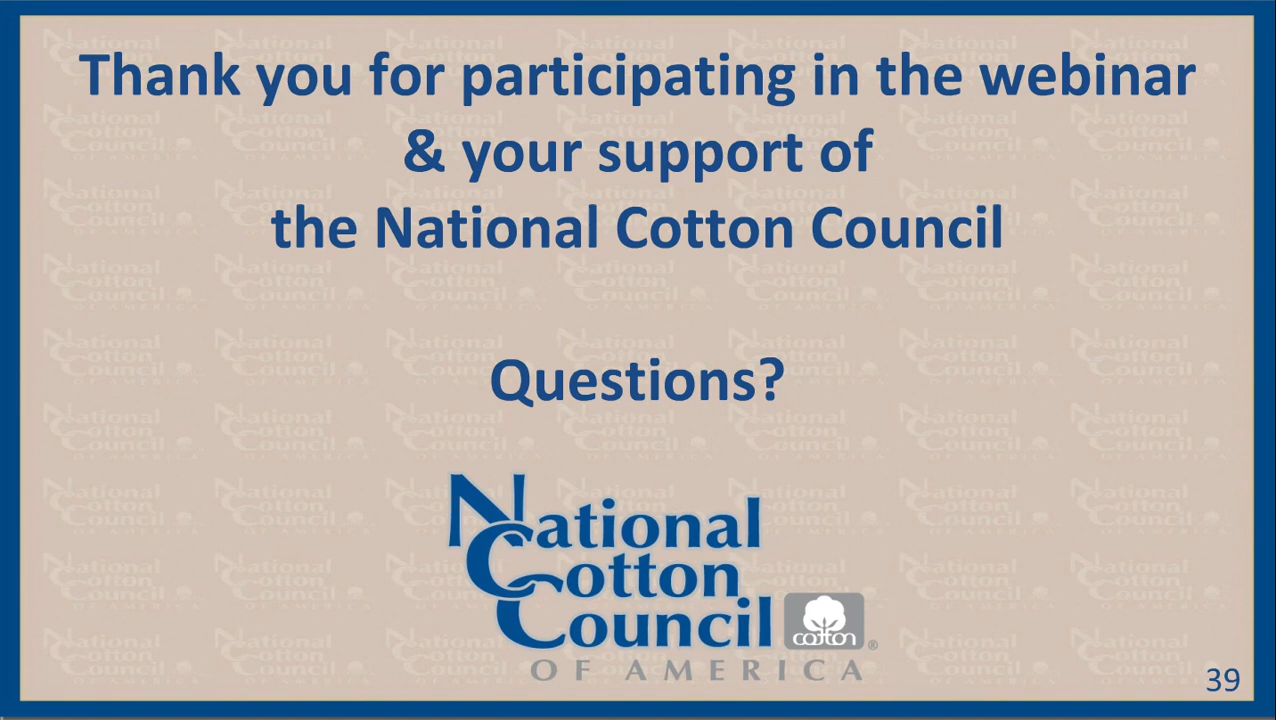 Thank you for participating in the webinar
& your support of
the National Cotton Council
Questions?
National
Cotton
Council
cotton
®
OF AMERICA
39